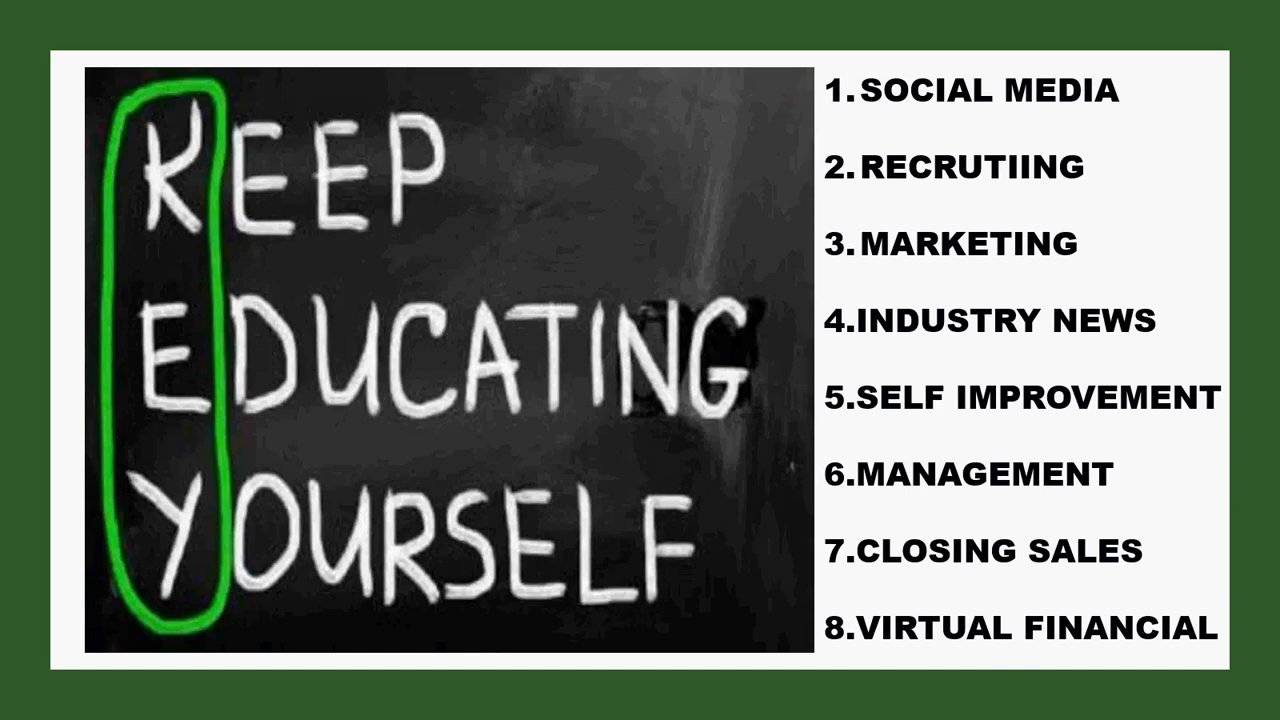 KEEP
EDUCATING
YOURSELF
1. SOCIAL MEDIA
2. RECRUTIING
3. MARKETING
4.INDUSTRY NEWS
5.SELF IMPROVEMENT
6.MANAGEMENT
7.CLOSING SALES
8.VIRTUAL FINANCIAL